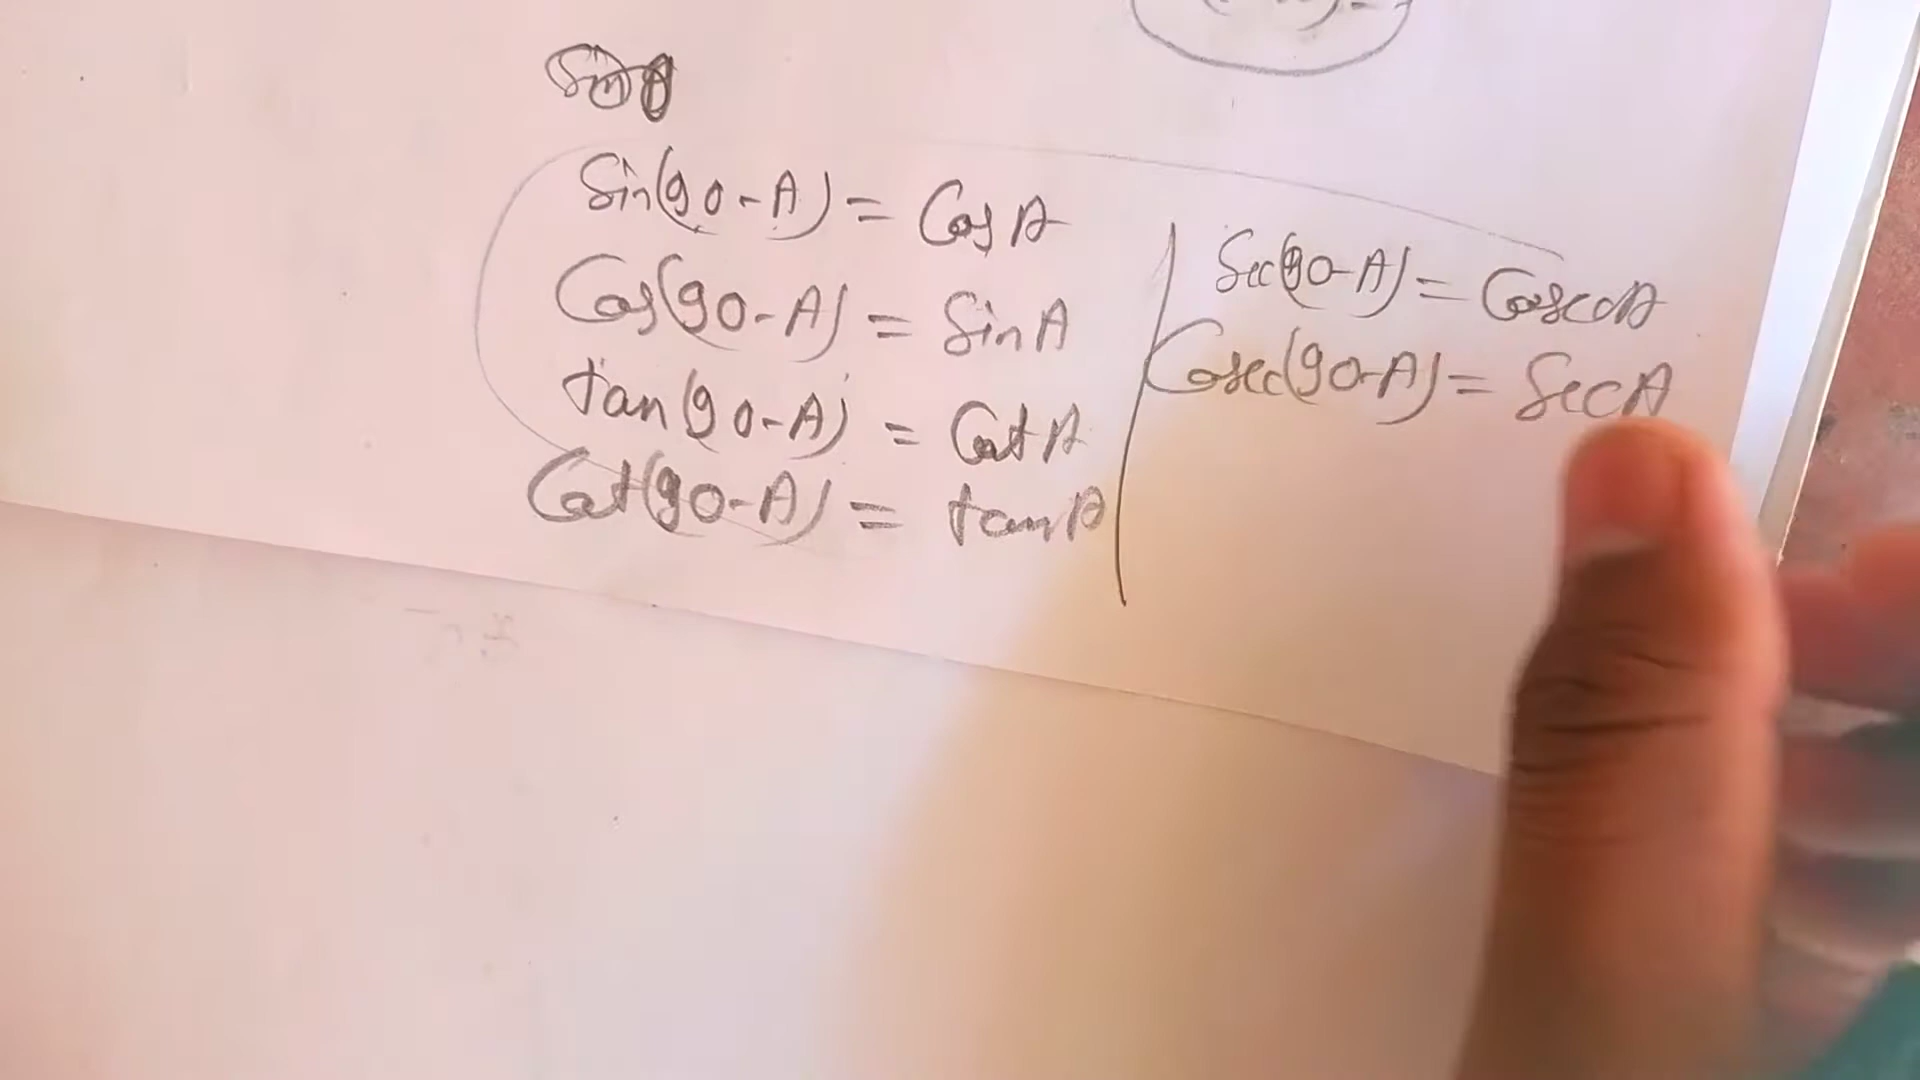 Sin(90-A) = Cos A
Cos(90-A) = Sin A
tan(90-A) = Cot A
Cot(90-A) = tan A
Sec(90-A) = Cosec A
Cosec(90-A) = Sec A